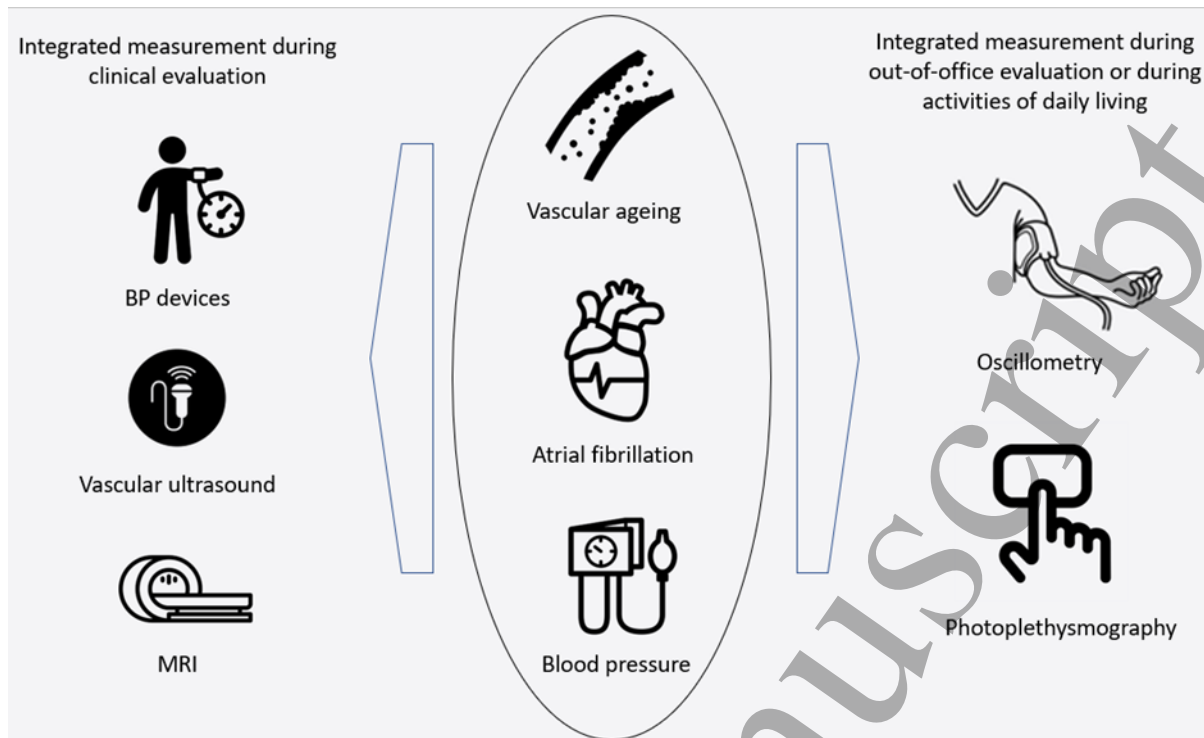 Integrated measurement during
clinical evaluation
BP devices
Vascular ultrasound
MRI
Vascular ageing
Atrial fibrillation
Blood pressure
Integrated measurement during
out-of-office evaluation or during
activities of daily living
Oscillometry
Photoplethysmography
uscript